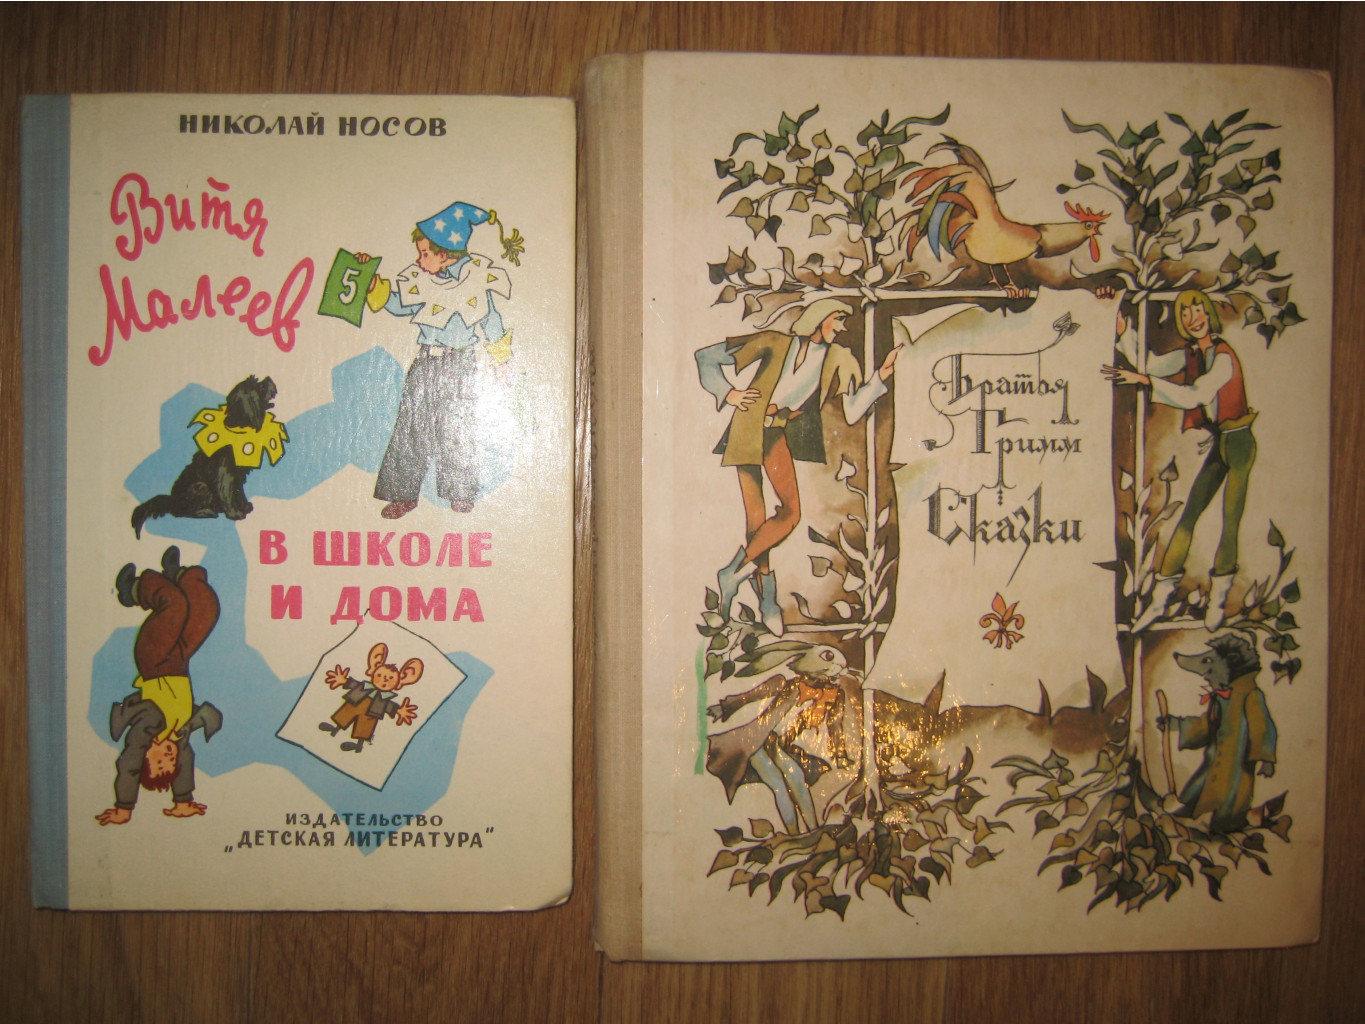 НИКОЛАЙ НОСОВ
Витя
Малеев
5
В ШКОЛЕ
И ДОМА
ИЗДАТЕЛЬСТВО
„ДЕТСКАЯ ЛИТЕРАТУРА"
Братья
Гримм
Сказки